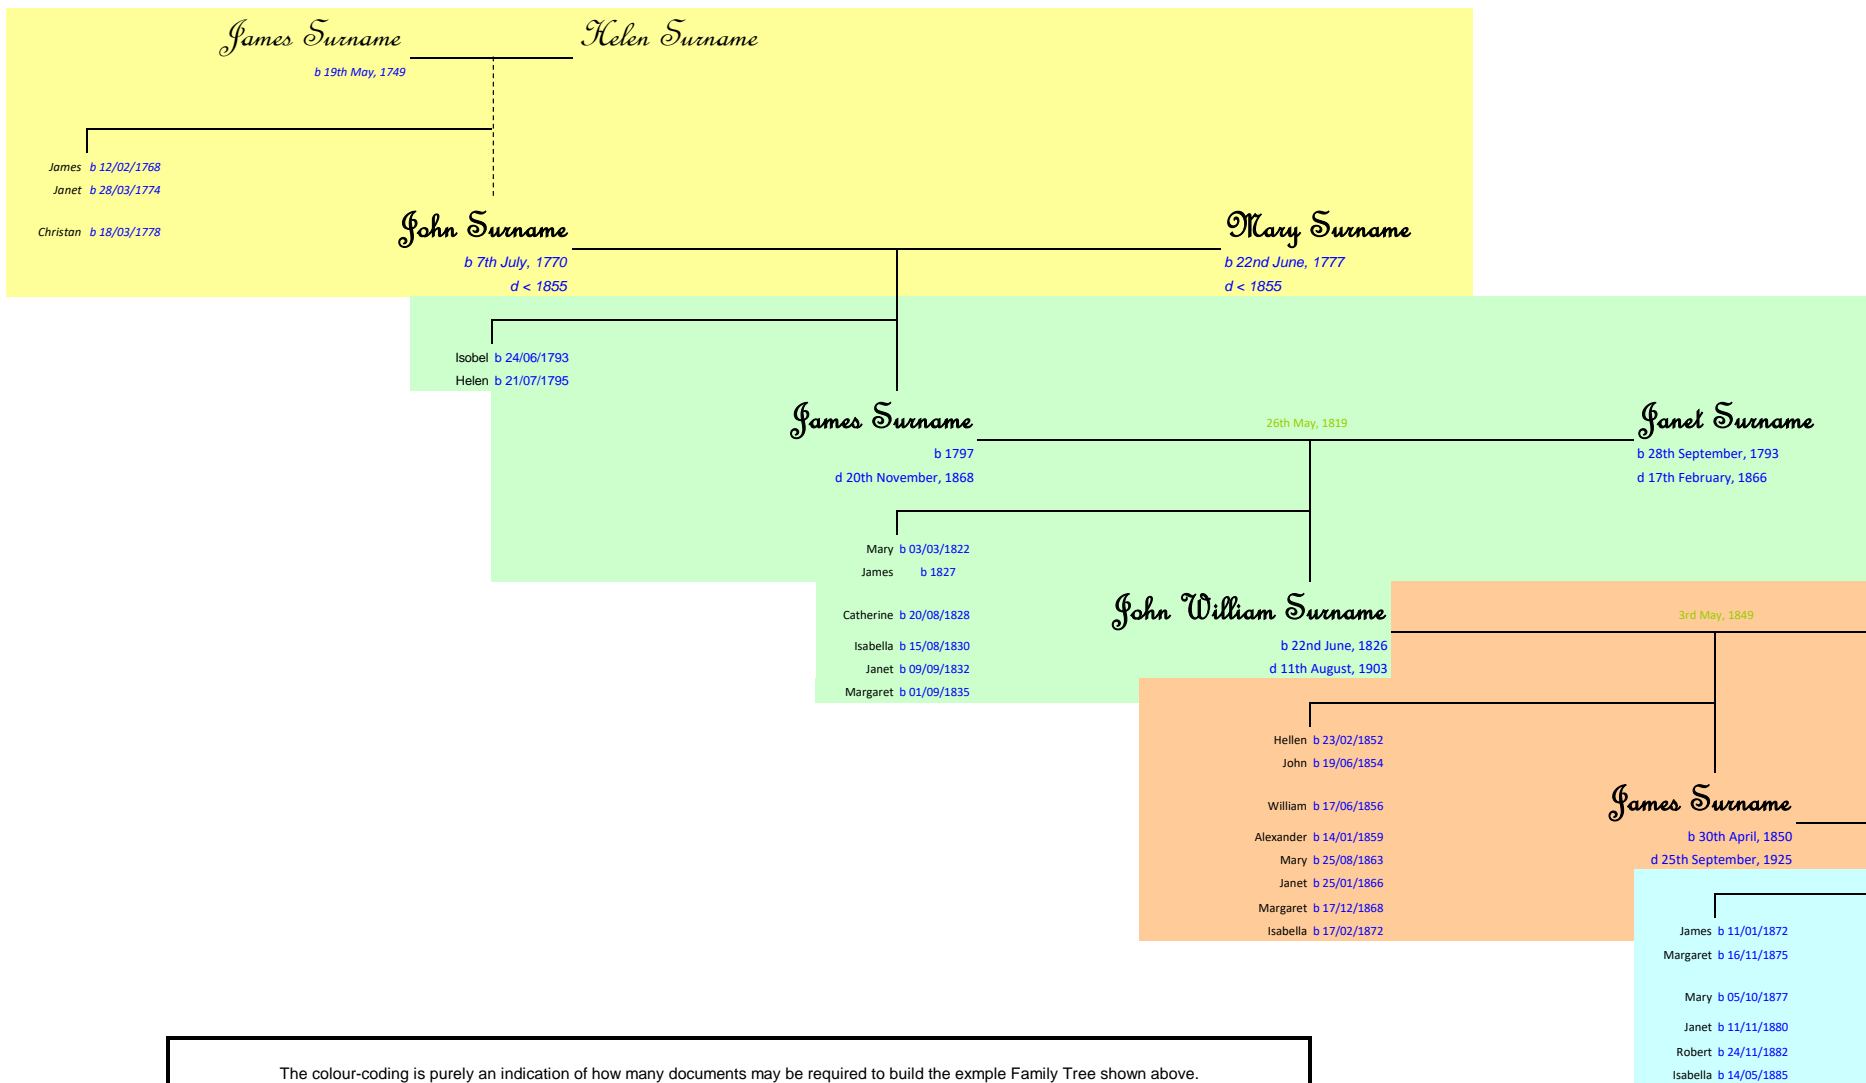 James Surname
Helen Surname
b 19th May, 1749
James b 12/02/1768
Janet b 28/03/1774
Christan b 18/03/1778
John Surname
Mary Surname
b 7th July, 1770
b 22nd June, 1777
d < 1855
d < 1855
Isobel b 24/06/1793
Helen b 21/07/1795
James Surname
26th May, 1819
Janet Surname
b 1797
b 28th September, 1793
d 20th November, 1868
d 17th February, 1866
Mary b 03/03/1822
James b 1827
Catherine b 20/08/1828
Isabella b 15/08/1830
Janet b 09/09/1832
Margaret b 01/09/1835
John William Surname
3rd May, 1849
b 22nd June, 1826
d 11th August, 1903
Hellen b 23/02/1852
John b 19/06/1854
William b 17/06/1856
Alexander b 14/01/1859
Mary b 25/08/1863
Janet b 25/01/1866
Margaret b 17/12/1868
Isabella b 17/02/1872
James Surname
b 30th April, 1850
d 25th September, 1925
James b 11/01/1872
Margaret b 16/11/1875
Mary b 05/10/1877
Janet b 11/11/1880
Robert b 24/11/1882
Isabella b 14/05/1885
The colour-coding is purely an indication of how many documents may be required to build the exmple Family Tree shown above.